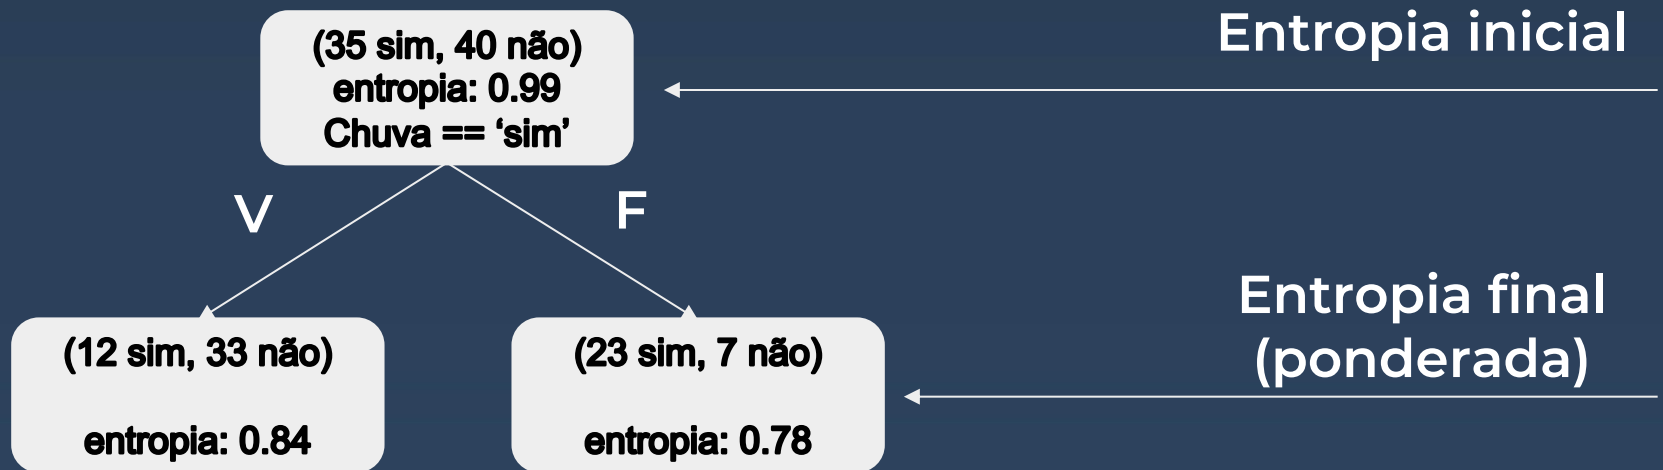 Entropia inicial
(35 sim, 40 não)
entropia: 0.99
Chuva == ‘sim’
V
F
Entropia final
(ponderada)
(12 sim, 33 não)
entropia: 0.84
(23 sim, 7 não)
entropia: 0.78